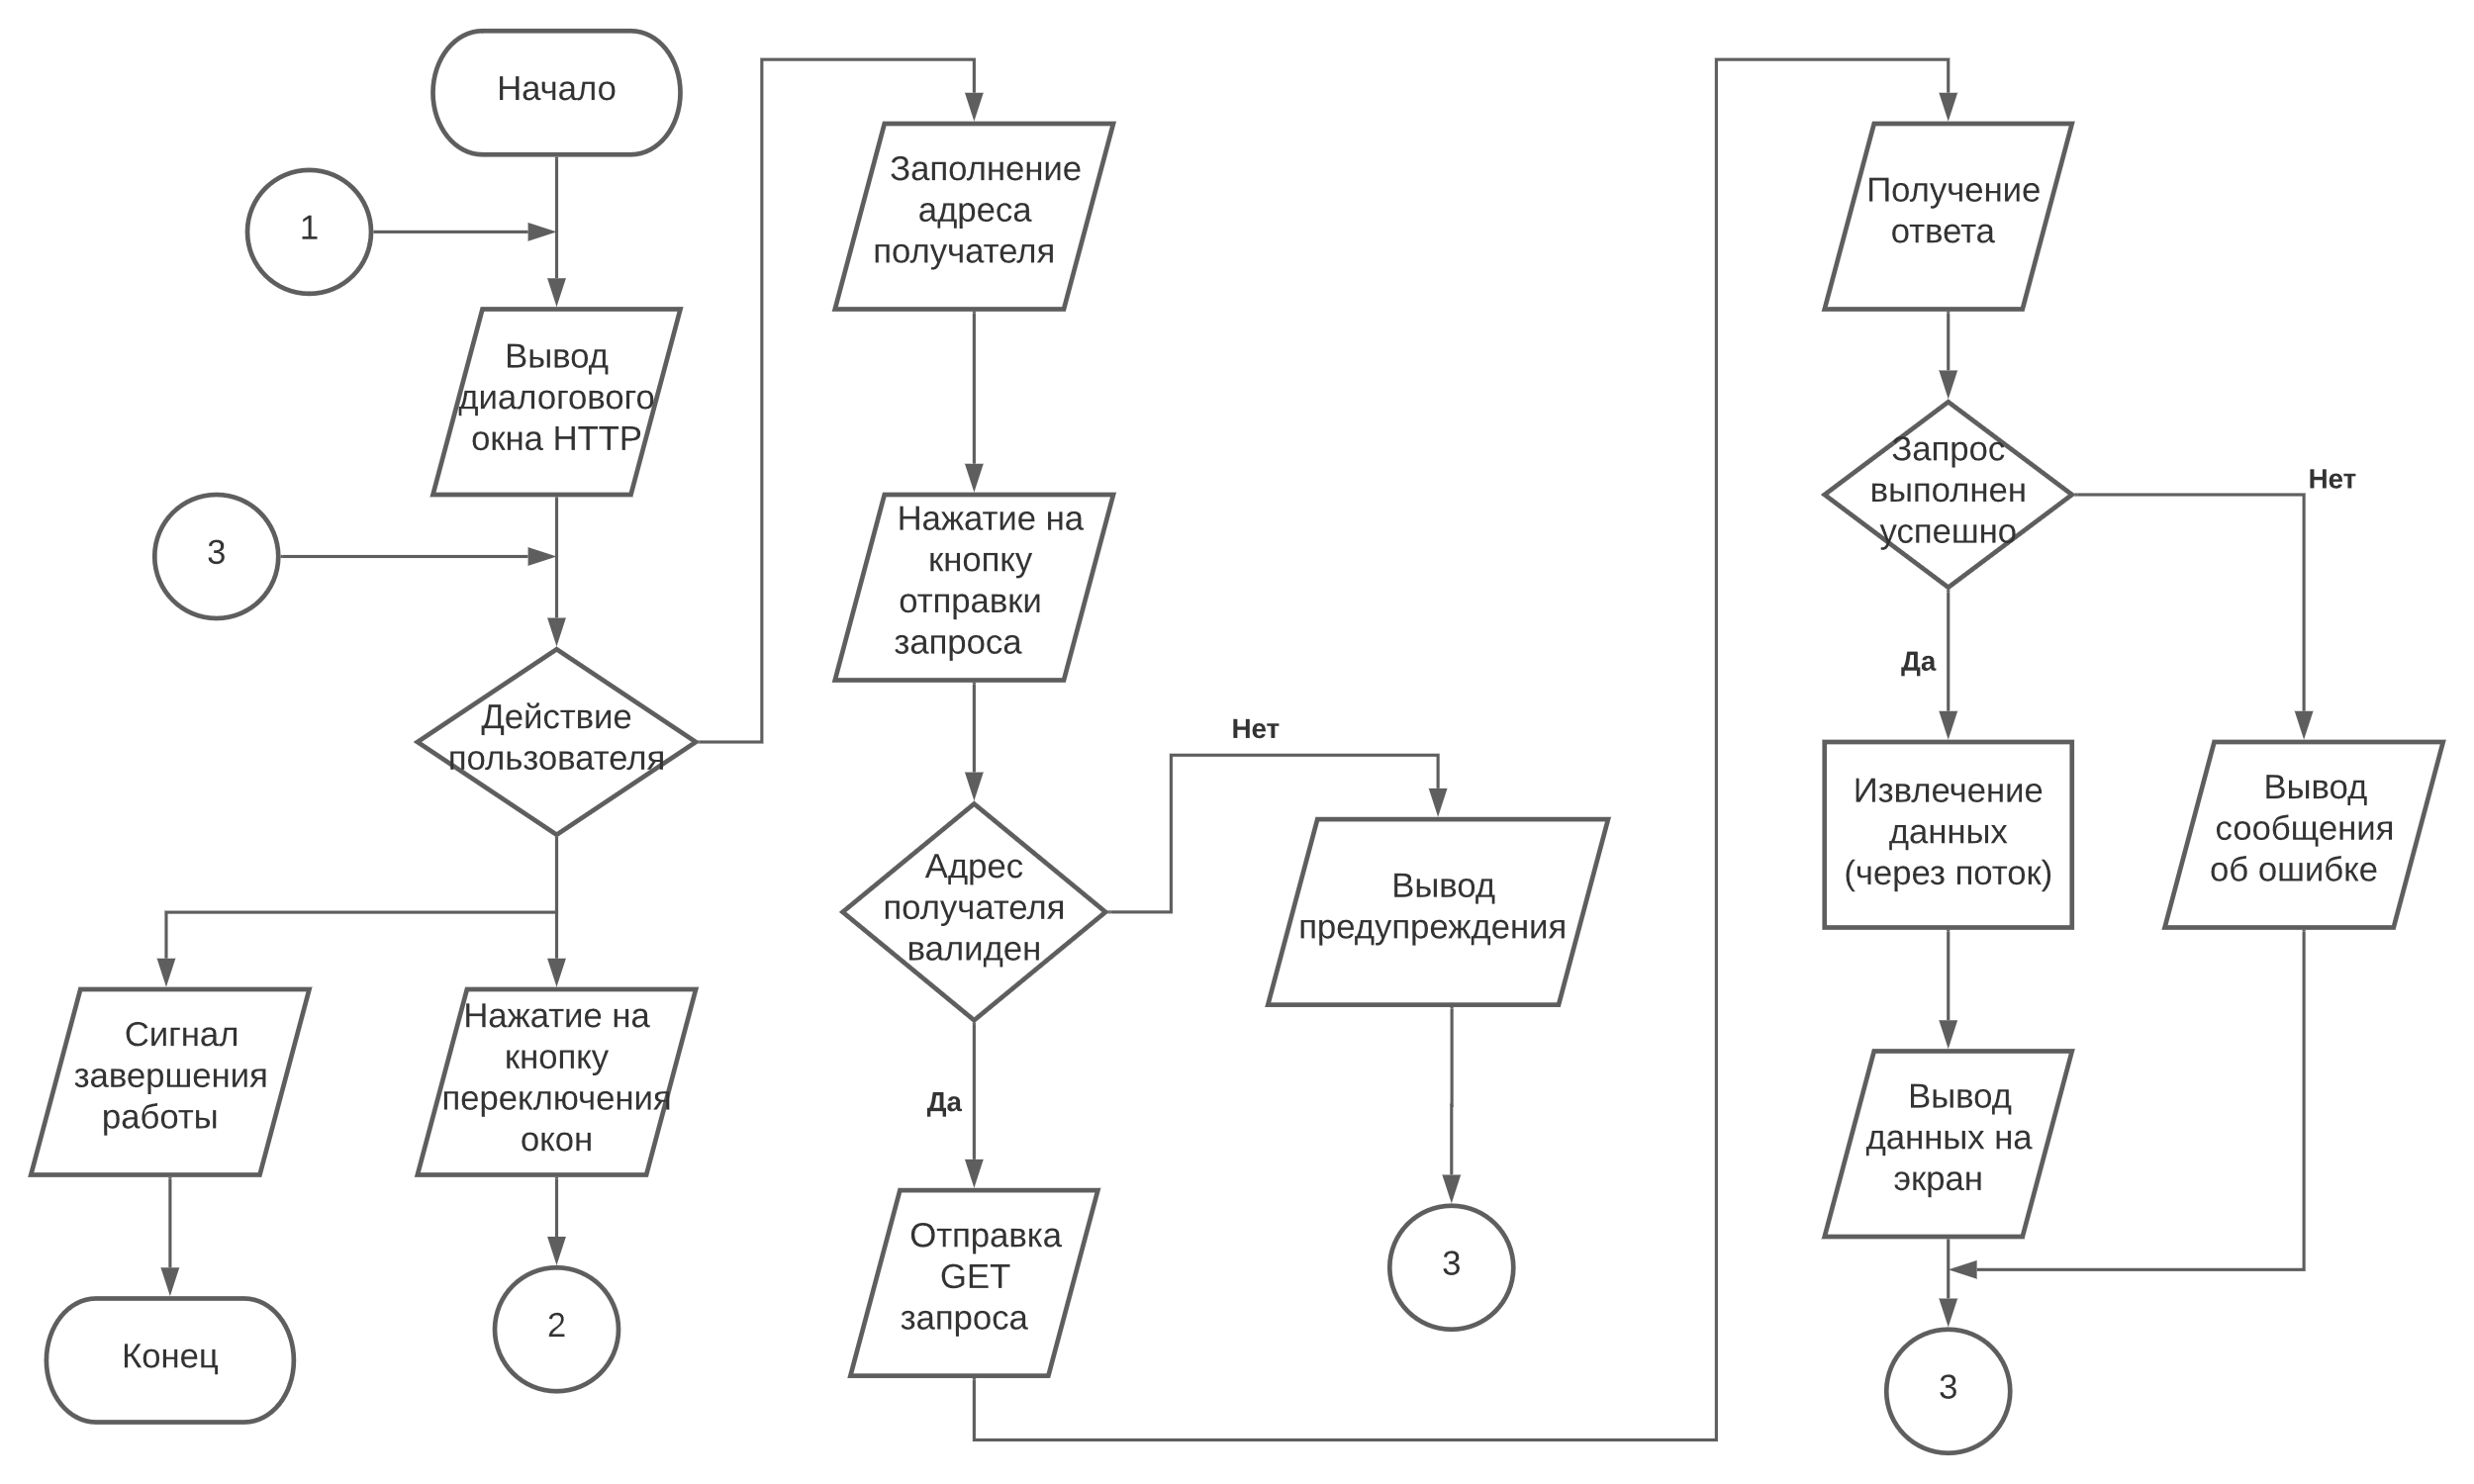 Начало
1
Вывод
диалогового
окна HTTP
3
Действие
пользователя
Сигнал
завершения
работы
Конец
Нажатие на
кнопку
переключения
окон
2
Заполнение
адреса
получателя
Нажатие на
кнопку
отправки
запроса
Адрес
получателя
валиден
Нет
Вывод
предупреждения
3
Да
Отправка
GET
запроса
Получение
ответа
Запрос
выполнен
успешно
Нет
Да
Извлечение
данных
(через поток)
Вывод
сообщения
об ошибке
Вывод
данных на
экран
3